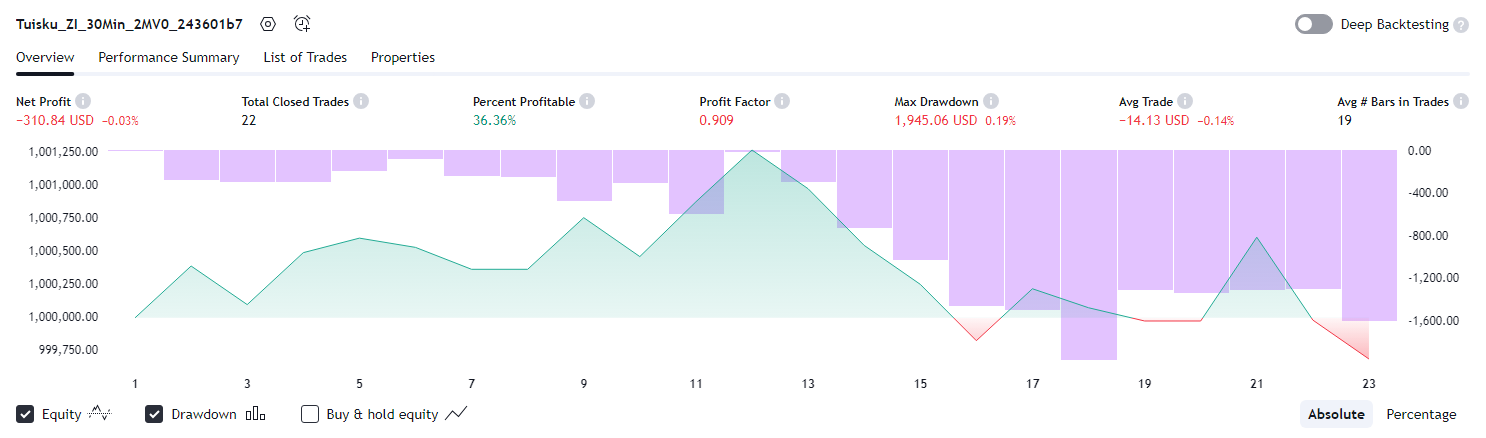 Tuisku_ZI_30Min_2MV0_243601b7 Deep Backtesting ?
Overview Performance Summary List of Trades Properties
Net Profit Total Closed Trades Percent Profitable Profit Factor Max Drawdown Avg Trade Avg # Bars in Trades
−310.84 USD −0.03% 22 36.36% 0.909 1,945.06 USD 0.19% −14.13 USD −0.14% 19
1,001,250.00 0.00
1,001,000.00 -400.00
1,000,750.00
1,000,500.00 -800.00
1,000,250.00 -1,200.00
1,000,000.00 -1,600.00
999,750.00
1 3 5 7 9 11 13 15 17 19 21 23
Equity Drawdown Buy & hold equity Absolute Percentage